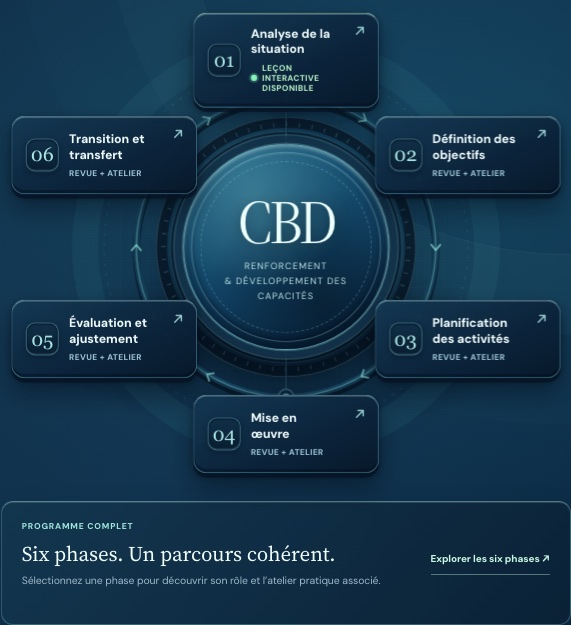 01
Analyse de la
situation
LEÇON
INTERACTIVE
DISPONIBLE
06
Transition et
transfert
REVUE + ATELIER
02
Définition des
objectifs
REVUE + ATELIER
CBD
RENFORCEMENT
& DÉVELOPPEMENT DES
CAPACITÉS
05
Évaluation et
ajustement
REVUE + ATELIER
03
Planification
des activités
REVUE + ATELIER
04
Mise en
œuvre
REVUE + ATELIER
PROGRAMME COMPLET
Six phases. Un parcours cohérent.
Sélectionnez une phase pour découvrir son rôle et l’atelier pratique associé.
Explorer les six phases ↗